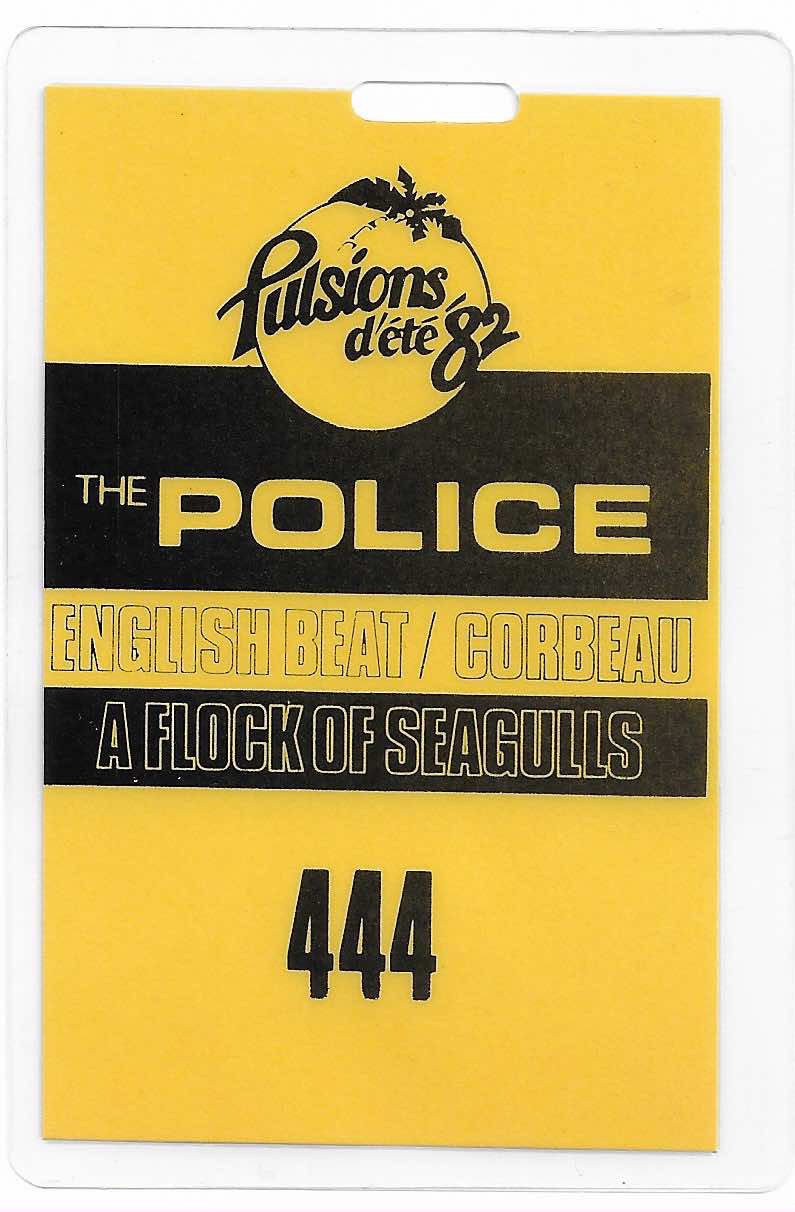 Pulsions
d'été '82
THE POLICE
ENGLISH BEAT / CORBEAU
A FLOCK OF SEAGULLS
444